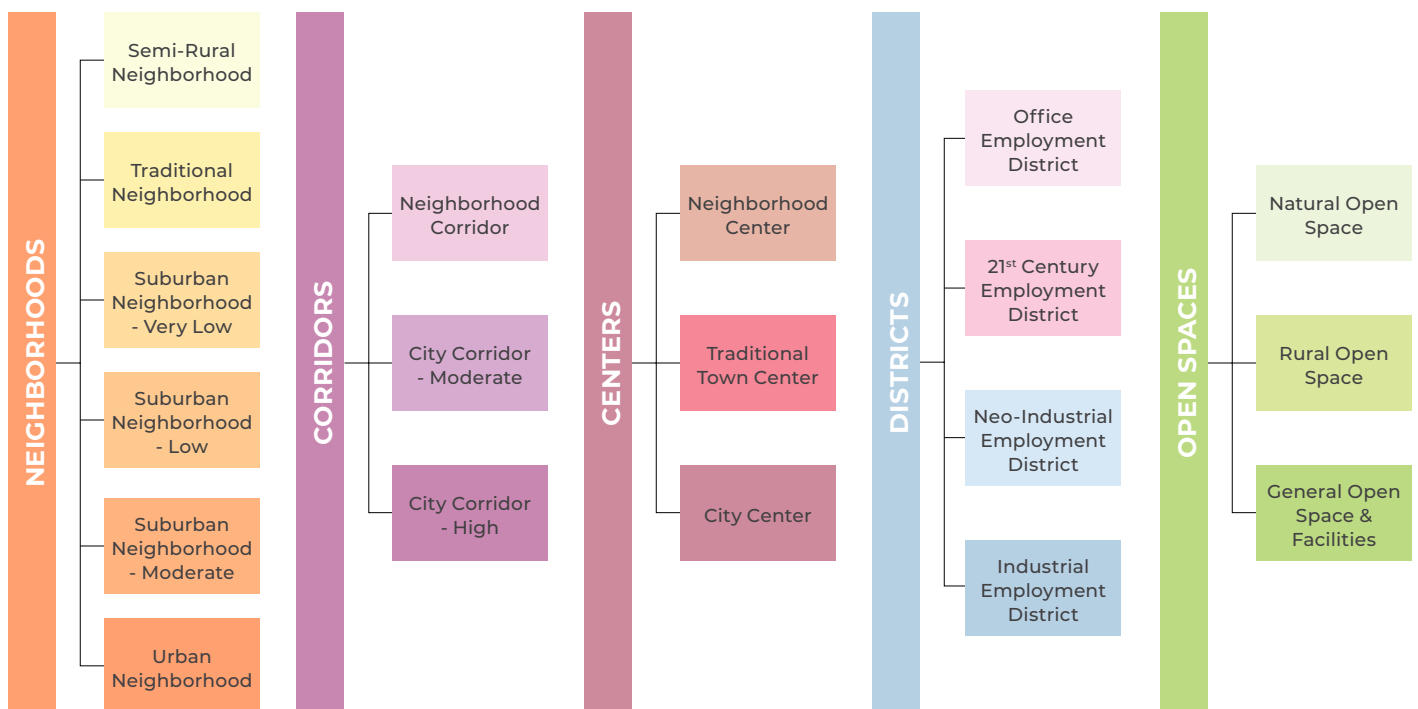 NEIGHBORHOODS
Semi-Rural
Neighborhood
Traditional
Neighborhood
Suburban
Neighborhood
- Very Low
Suburban
Neighborhood
- Low
Suburban
Neighborhood
- Moderate
Urban
Neighborhood
CORRIDORS
Neighborhood
Corridor
City Corridor
- Moderate
City Corridor
- High
CENTERS
Neighborhood
Center
Traditional
Town Center
City Center
DISTRICTS
Office
Employment
District
21st Century
Employment
District
Neo-Industrial
Employment
District
Industrial
Employment
District
OPEN SPACES
Natural Open
Space
Rural Open
Space
General Open
Space &
Facilities